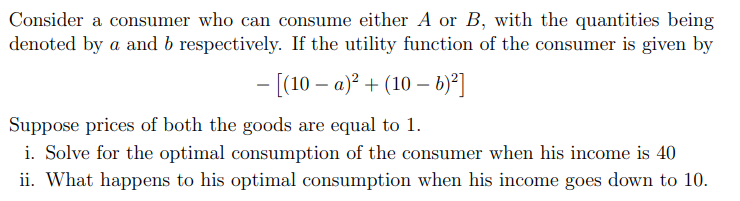 Consider a consumer who can consume either A or B, with the quantities being
denoted by a and b respectively. If the utility function of the consumer is given by
− [(10 − a)² + (10 − b)²]
Suppose prices of both the goods are equal to 1.
i. Solve for the optimal consumption of the consumer when his income is 40
ii. What happens to his optimal consumption when his income goes down to 10.